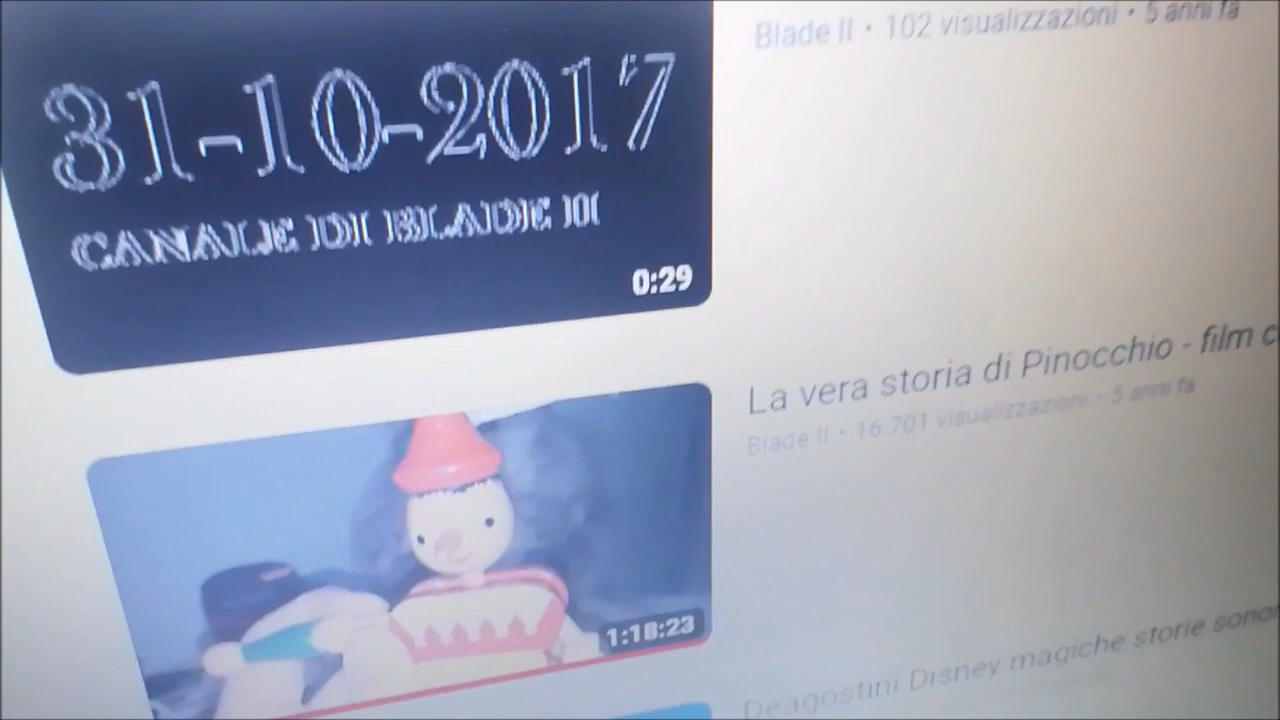 Blade II • 102 visualizzazioni • 5 anni fa
31-10-2017
CANALE DI BLADE II
0:29
La vera storia di Pinocchio - film
Blade II • 16.701 visualizzazioni • 5 anni fa
1:18:23
Deagostini Disney magiche storie